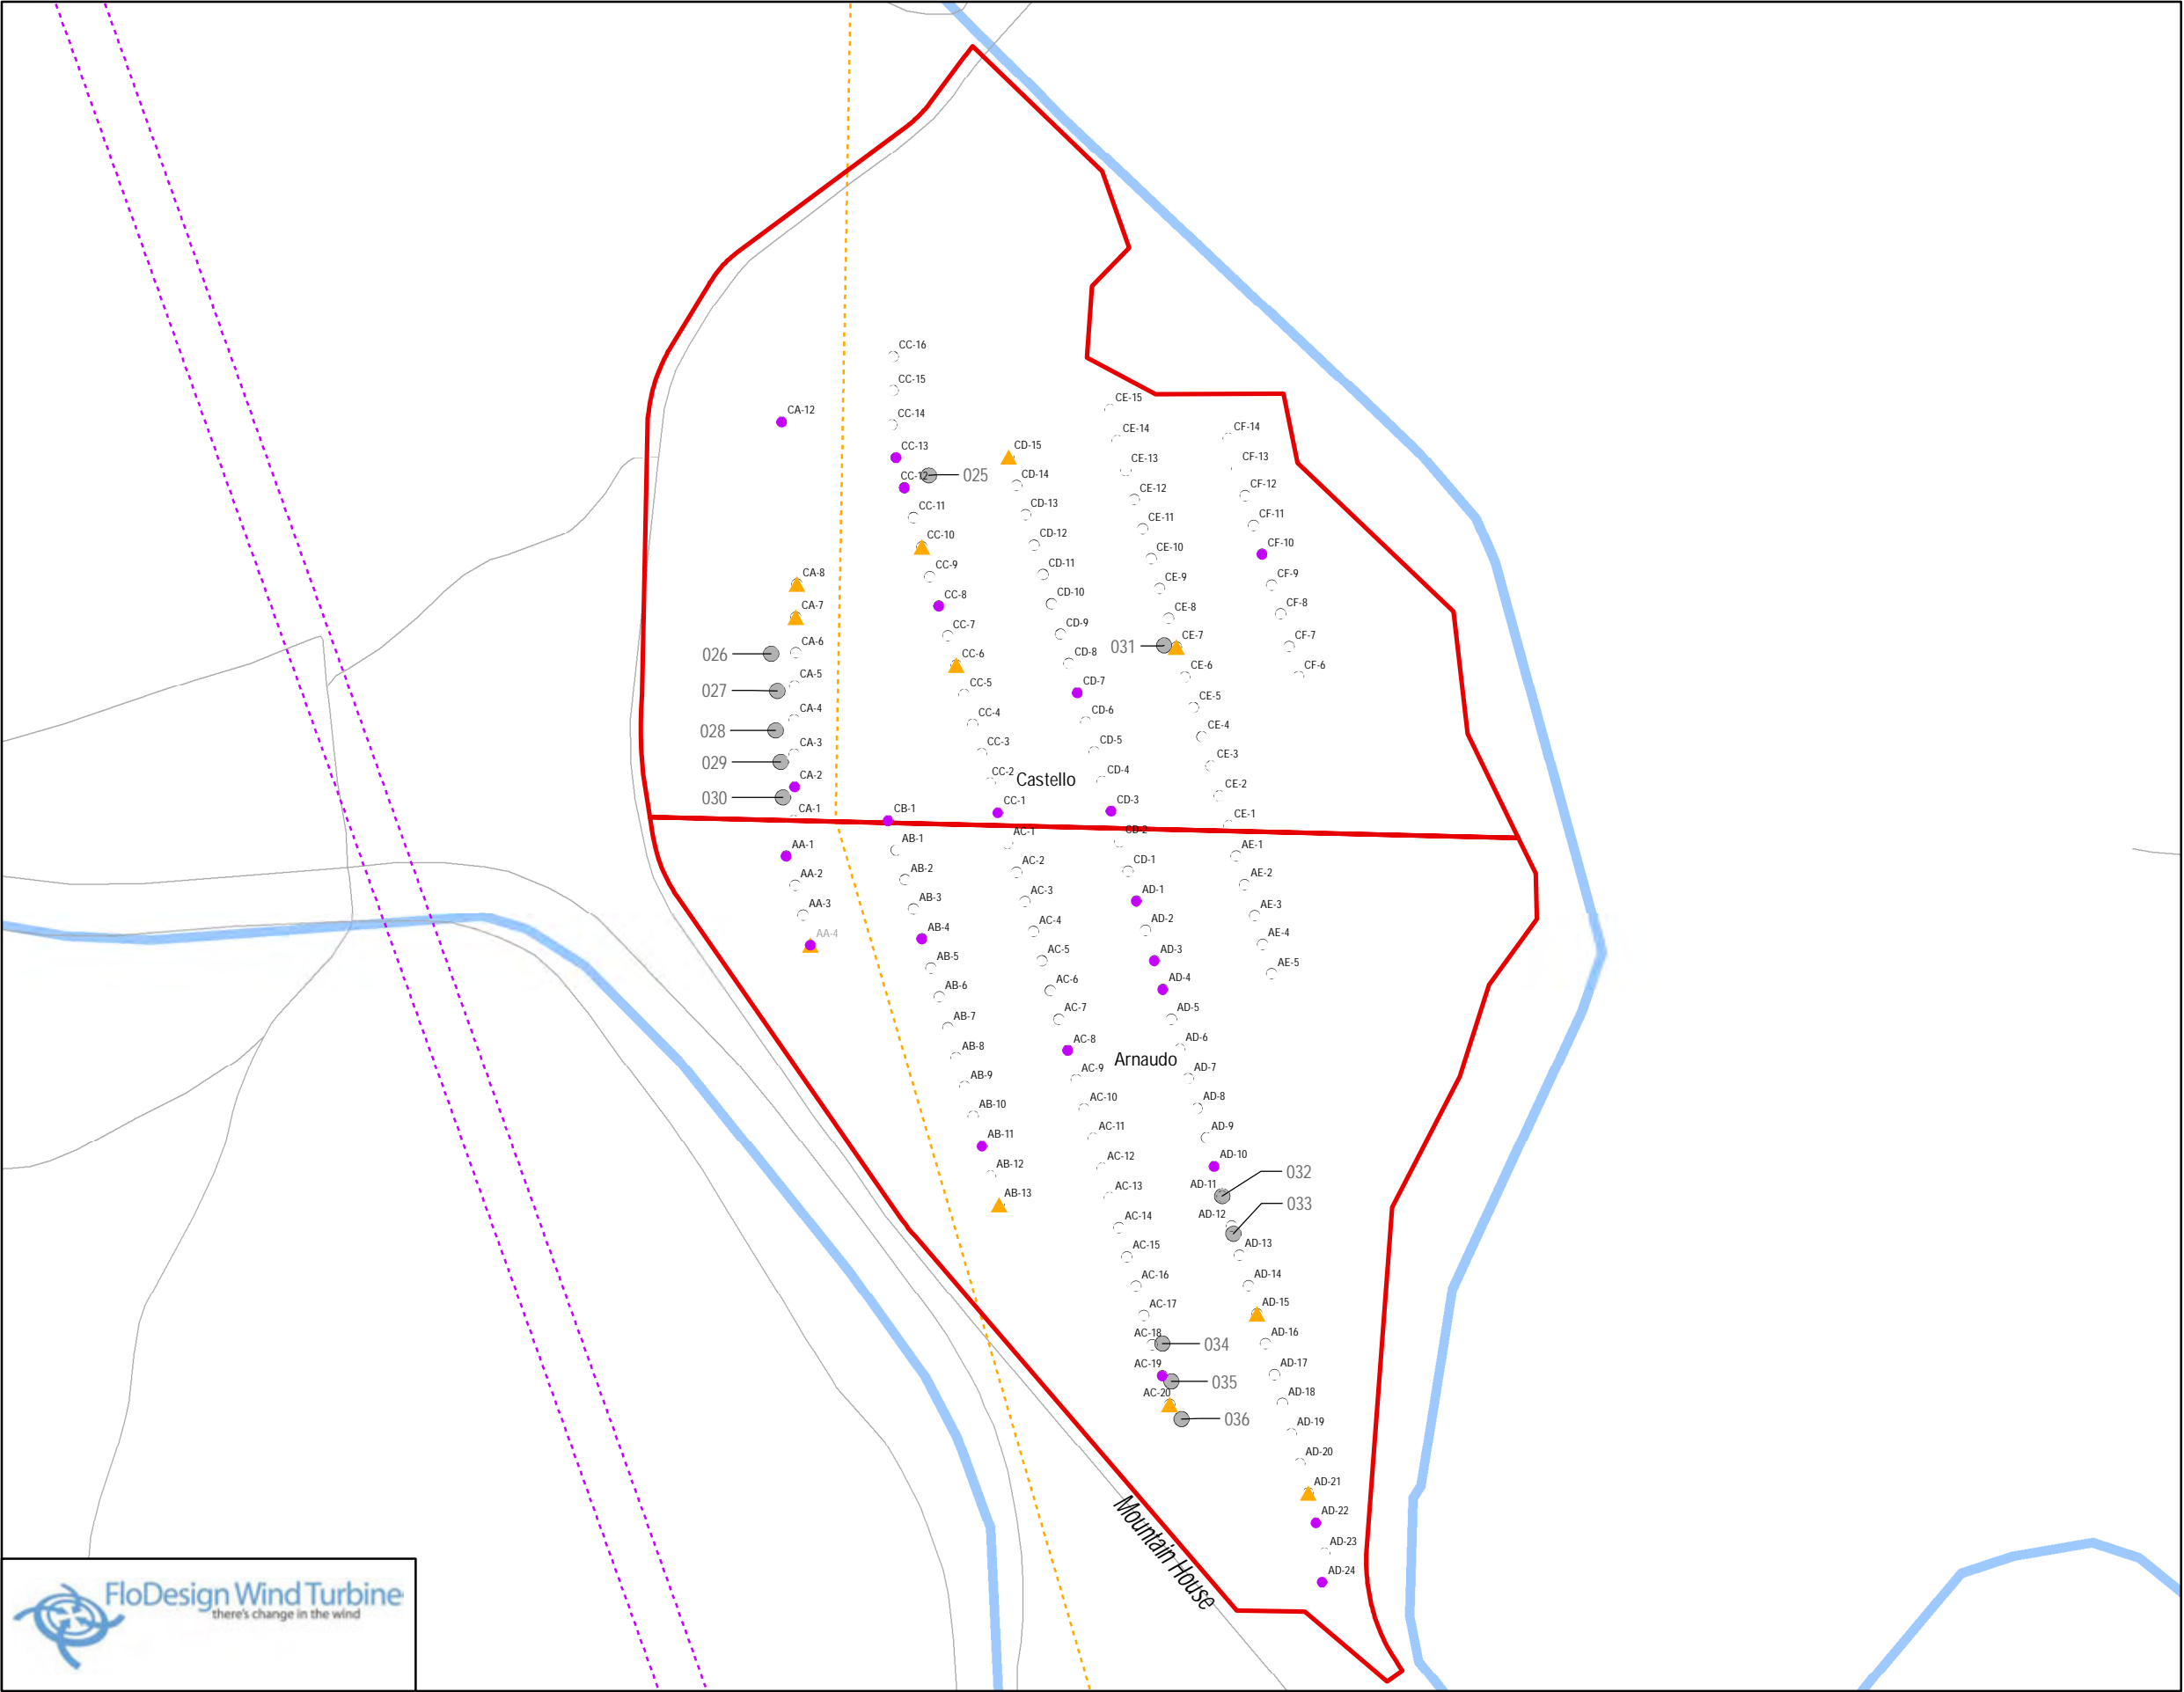 CC-16
CC-15
CE-15
CA-12
CC-14
CE-14
CF-14
CC-13
CD-15
CE-13
CF-13
CC-12
025
CD-14
CE-12
CF-12
CC-11
CD-13
CE-11
CF-11
CC-10
CD-12
CE-10
CF-10
CA-8
CC-9
CD-11
CE-9
CF-9
CA-7
CC-8
CD-10
CE-8
CF-8
CA-6
026
CC-7
CD-9
031
CE-7
CF-7
CC-6
CD-8
CE-6
CF-6
CA-5
027
CC-5
CD-7
CE-5
CA-4
028
CC-4
CD-6
CE-4
CA-3
029
CC-3
CD-5
CE-3
CA-2
030
CC-2
Castello
CD-4
CE-2
CA-1
CB-1
CC-1
CD-3
CE-1
AA-1
AB-1
AC-1
CD-2
AE-1
AA-2
AB-2
AC-2
CD-1
AE-2
AA-3
AB-3
AC-3
AD-1
AE-3
AA-4
AB-4
AC-4
AD-2
AE-4
AB-5
AC-5
AD-3
AE-5
AB-6
AC-6
AD-4
AB-7
AC-7
AD-5
AB-8
AC-8
AD-6
Arnaudo
AB-9
AC-9
AD-7
AB-10
AC-10
AD-8
AB-11
AC-11
AD-9
AB-12
AC-12
AD-10
032
AB-13
AC-13
AD-11
033
AC-14
AD-12
AC-15
AD-13
AC-16
AD-14
AC-17
AD-15
AC-18
034
AD-16
AC-19
035
AD-17
AC-20
036
AD-18
AD-19
AD-20
AD-21
AD-22
AD-23
AD-24
Mountain House
FloDesign Wind Turbine
there's change in the wind